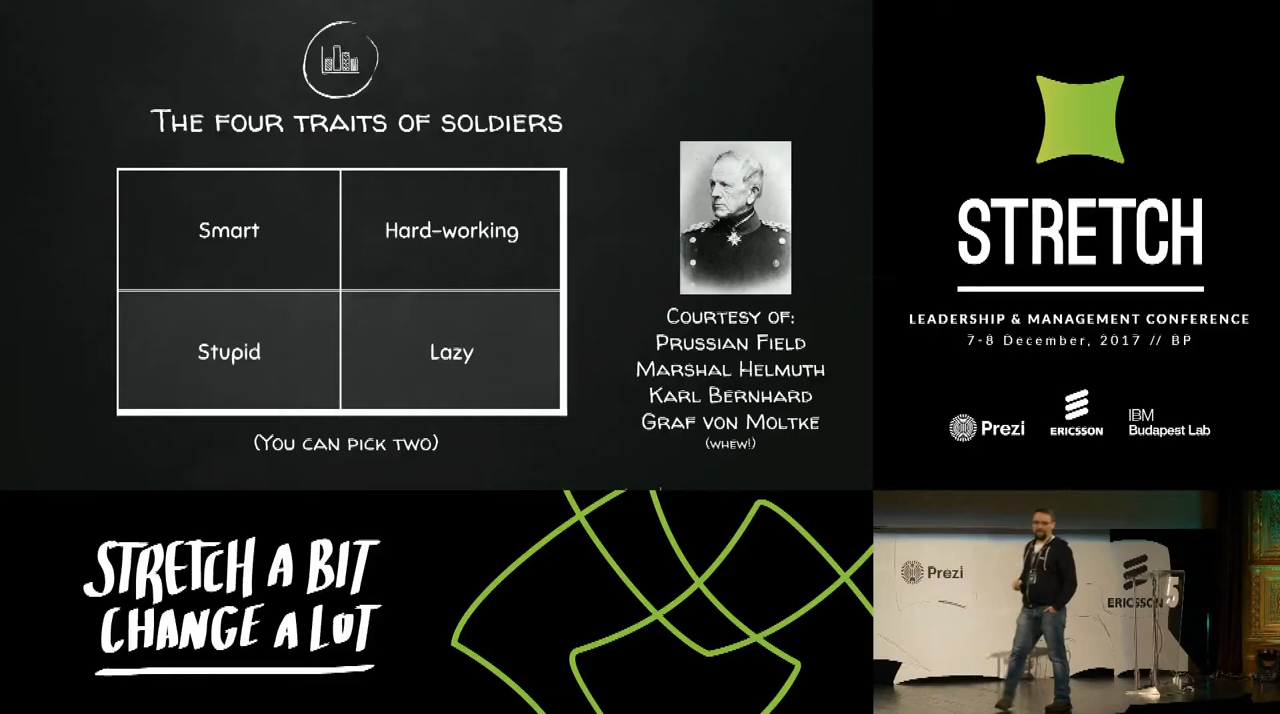 The four traits of soldiers
Smart
Hard-working
Stupid
Lazy
(You can pick two)
Courtesy of:
Prussian Field
Marshal Helmuth
Karl Bernhard
Graf von Moltke
(whew!)
STRETCH
LEADERSHIP & MANAGEMENT CONFERENCE
7-8 December, 2017 // BP
Prezi
ERICSSON
IBM
Budapest Lab
STRETCH A BIT
CHANGE A LOT
Prezi
ERICSSON
5